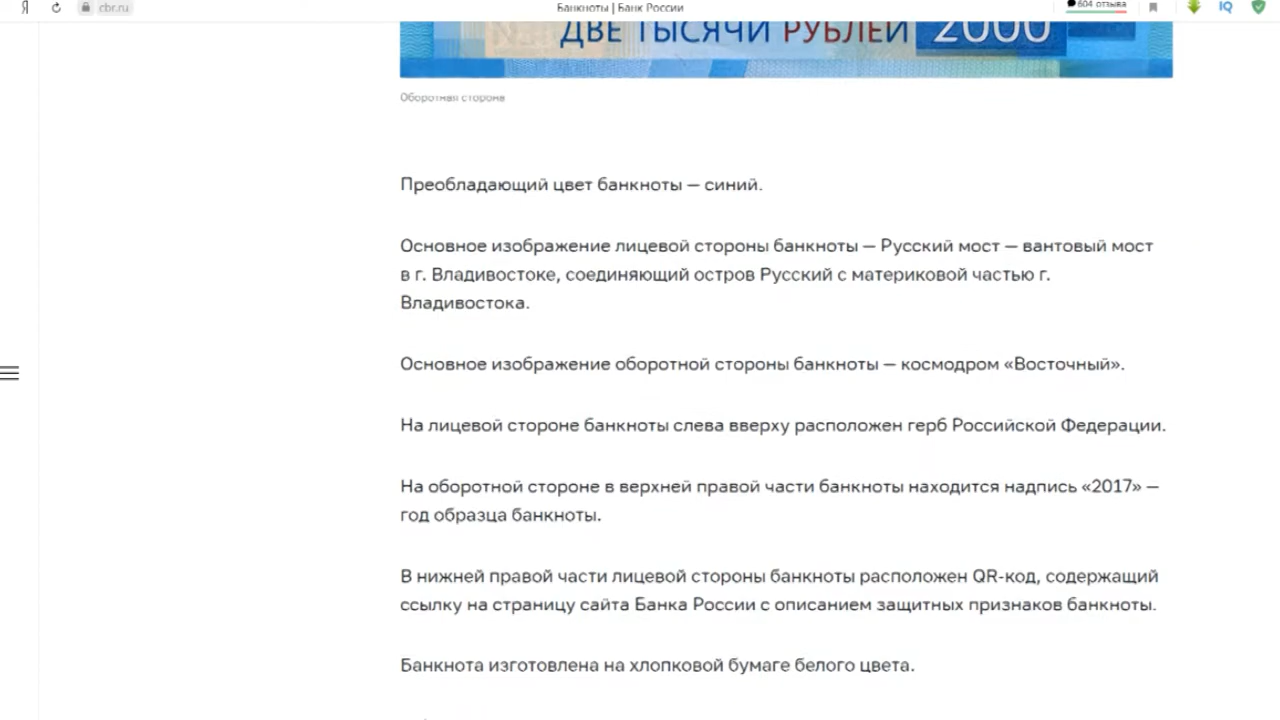 Я
cbr.ru
Банкноты | Банк России
604 отзыва
IQ
ДВЕ ТЫСЯЧИ РУБЛЕЙ 2000
Оборотная сторона
Преобладающий цвет банкноты — синий.
Основное изображение лицевой стороны банкноты — Русский мост — вантовый мост
в г. Владивостоке, соединяющий остров Русский с материковой частью г.
Владивостока.
Основное изображение оборотной стороны банкноты — космодром «Восточный».
На лицевой стороне банкноты слева вверху расположен герб Российской Федерации.
На оборотной стороне в верхней правой части банкноты находится надпись «2017» —
год образца банкноты.
В нижней правой части лицевой стороны банкноты расположен QR-код, содержащий
ссылку на страницу сайта Банка России с описанием защитных признаков банкноты.
Банкнота изготовлена на хлопковой бумаге белого цвета.